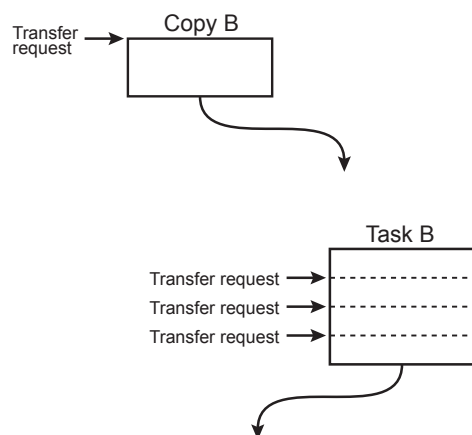 Copy B
Transfer
request
Task B
Transfer request
Transfer request
Transfer request